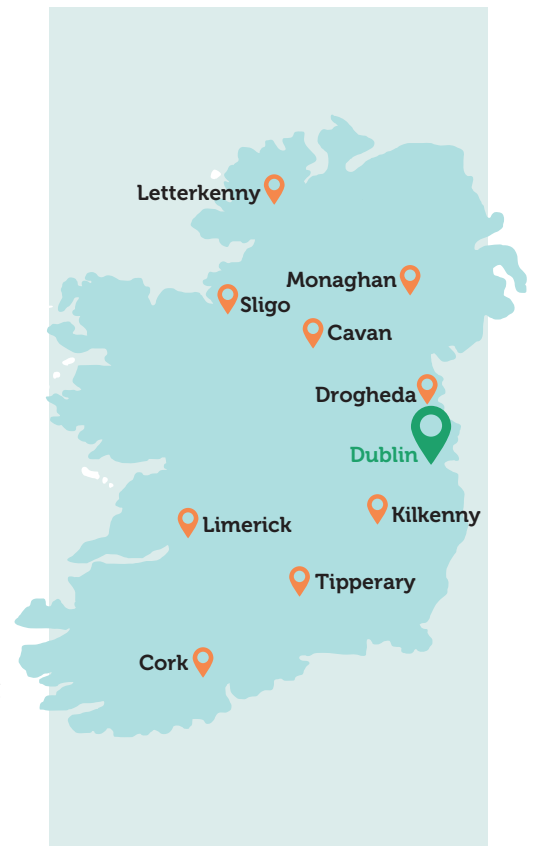 Letterkenny
Monaghan
Sligo
Cavan
Drogheda
Dublin
Kilkenny
Limerick
Tipperary
Cork